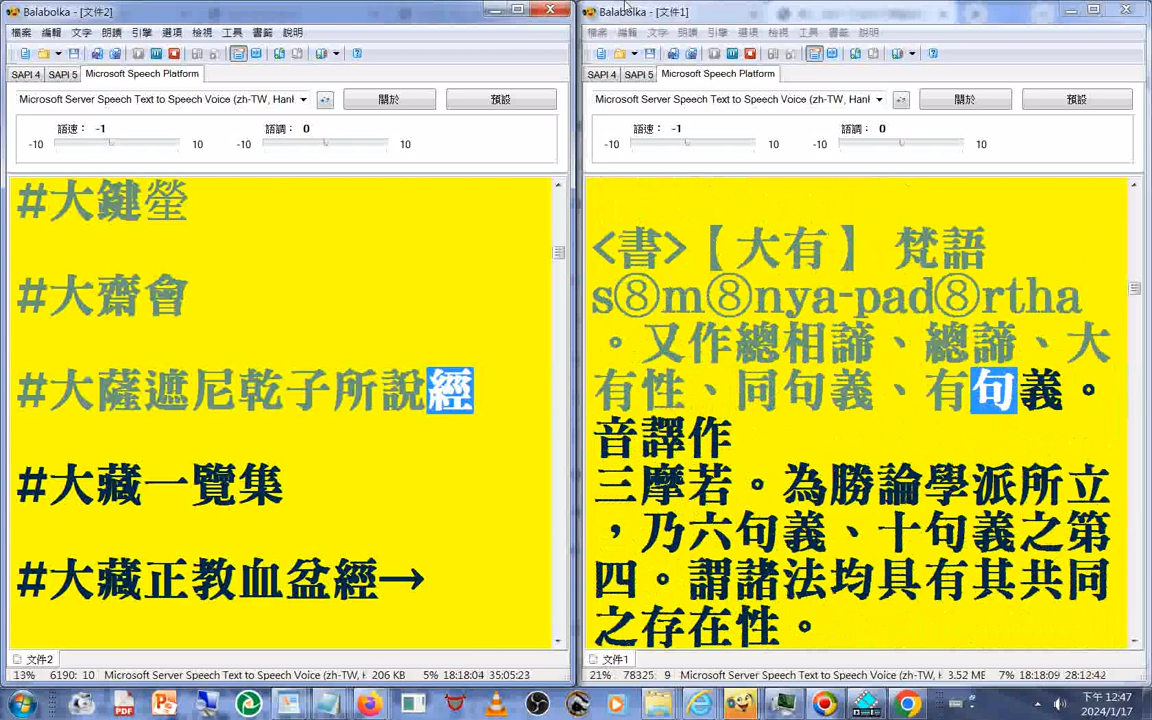 Balabolka - [文件2]
檔案 編輯 文字 朗讀 引擎 選項 檢視 工具 書籤 說明
SAPI 4 SAPI 5 Microsoft Speech Platform
Microsoft Server Speech Text to Speech Voice (zh-TW, Hanl
關於 預設
語速： -1 語調： 0
-10 10 -10 10
#大鍵瑩
#大齋會
#大薩遮尼乾子所說經
#大藏一覽集
#大藏正教血盆經→
文件2
13% 6190: 10 Microsoft Server Speech Text to Speech Voice (zh-TW, H 206 KB 5% 18:18:04 35:05:23
Balabolka - [文件1]
檔案 編輯 文字 朗讀 引擎 選項 檢視 工具 書籤 說明
SAPI 4 SAPI 5 Microsoft Speech Platform
Microsoft Server Speech Text to Speech Voice (zh-TW, Hanl
關於 預設
語速： -1 語調： 0
-10 10 -10 10
<書>【大有】 梵語
s⑧m⑧nya-pad⑧rtha
。又作總相諦、總諦、大
有性、同句義、有句義。
音譯作
三摩若。為勝論學派所立
，乃六句義、十句義之第
四。謂諸法均具有其共同
之存在性。
文件1
21% 78325: 9 Microsoft Server Speech Text to Speech Voice (zh-TW, H 3.52 MB 7% 18:18:09 28:12:42
下午 12:47
2024/1/17